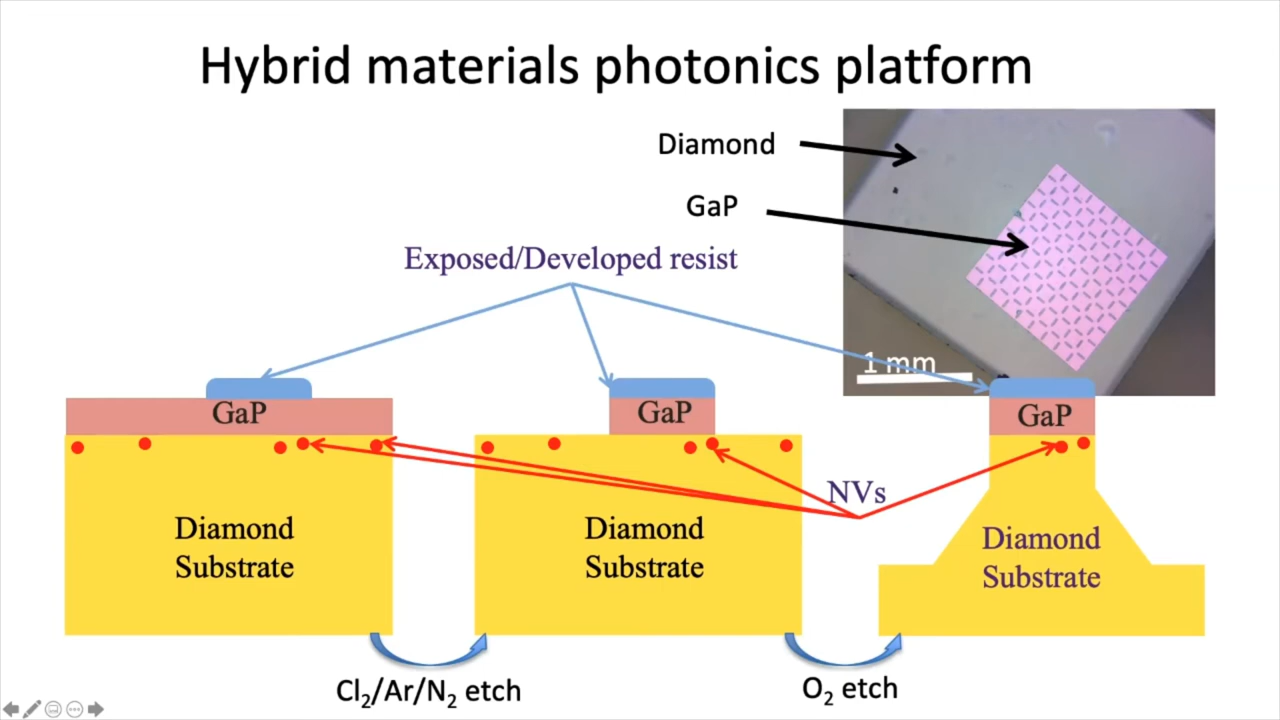 Hybrid materials photonics platform
Diamond
GaP
Exposed/Developed resist
1 mm
GaP
GaP
GaP
NVs
Diamond
Substrate
Diamond
Substrate
Diamond
Substrate
Cl₂/Ar/N₂ etch
O₂ etch